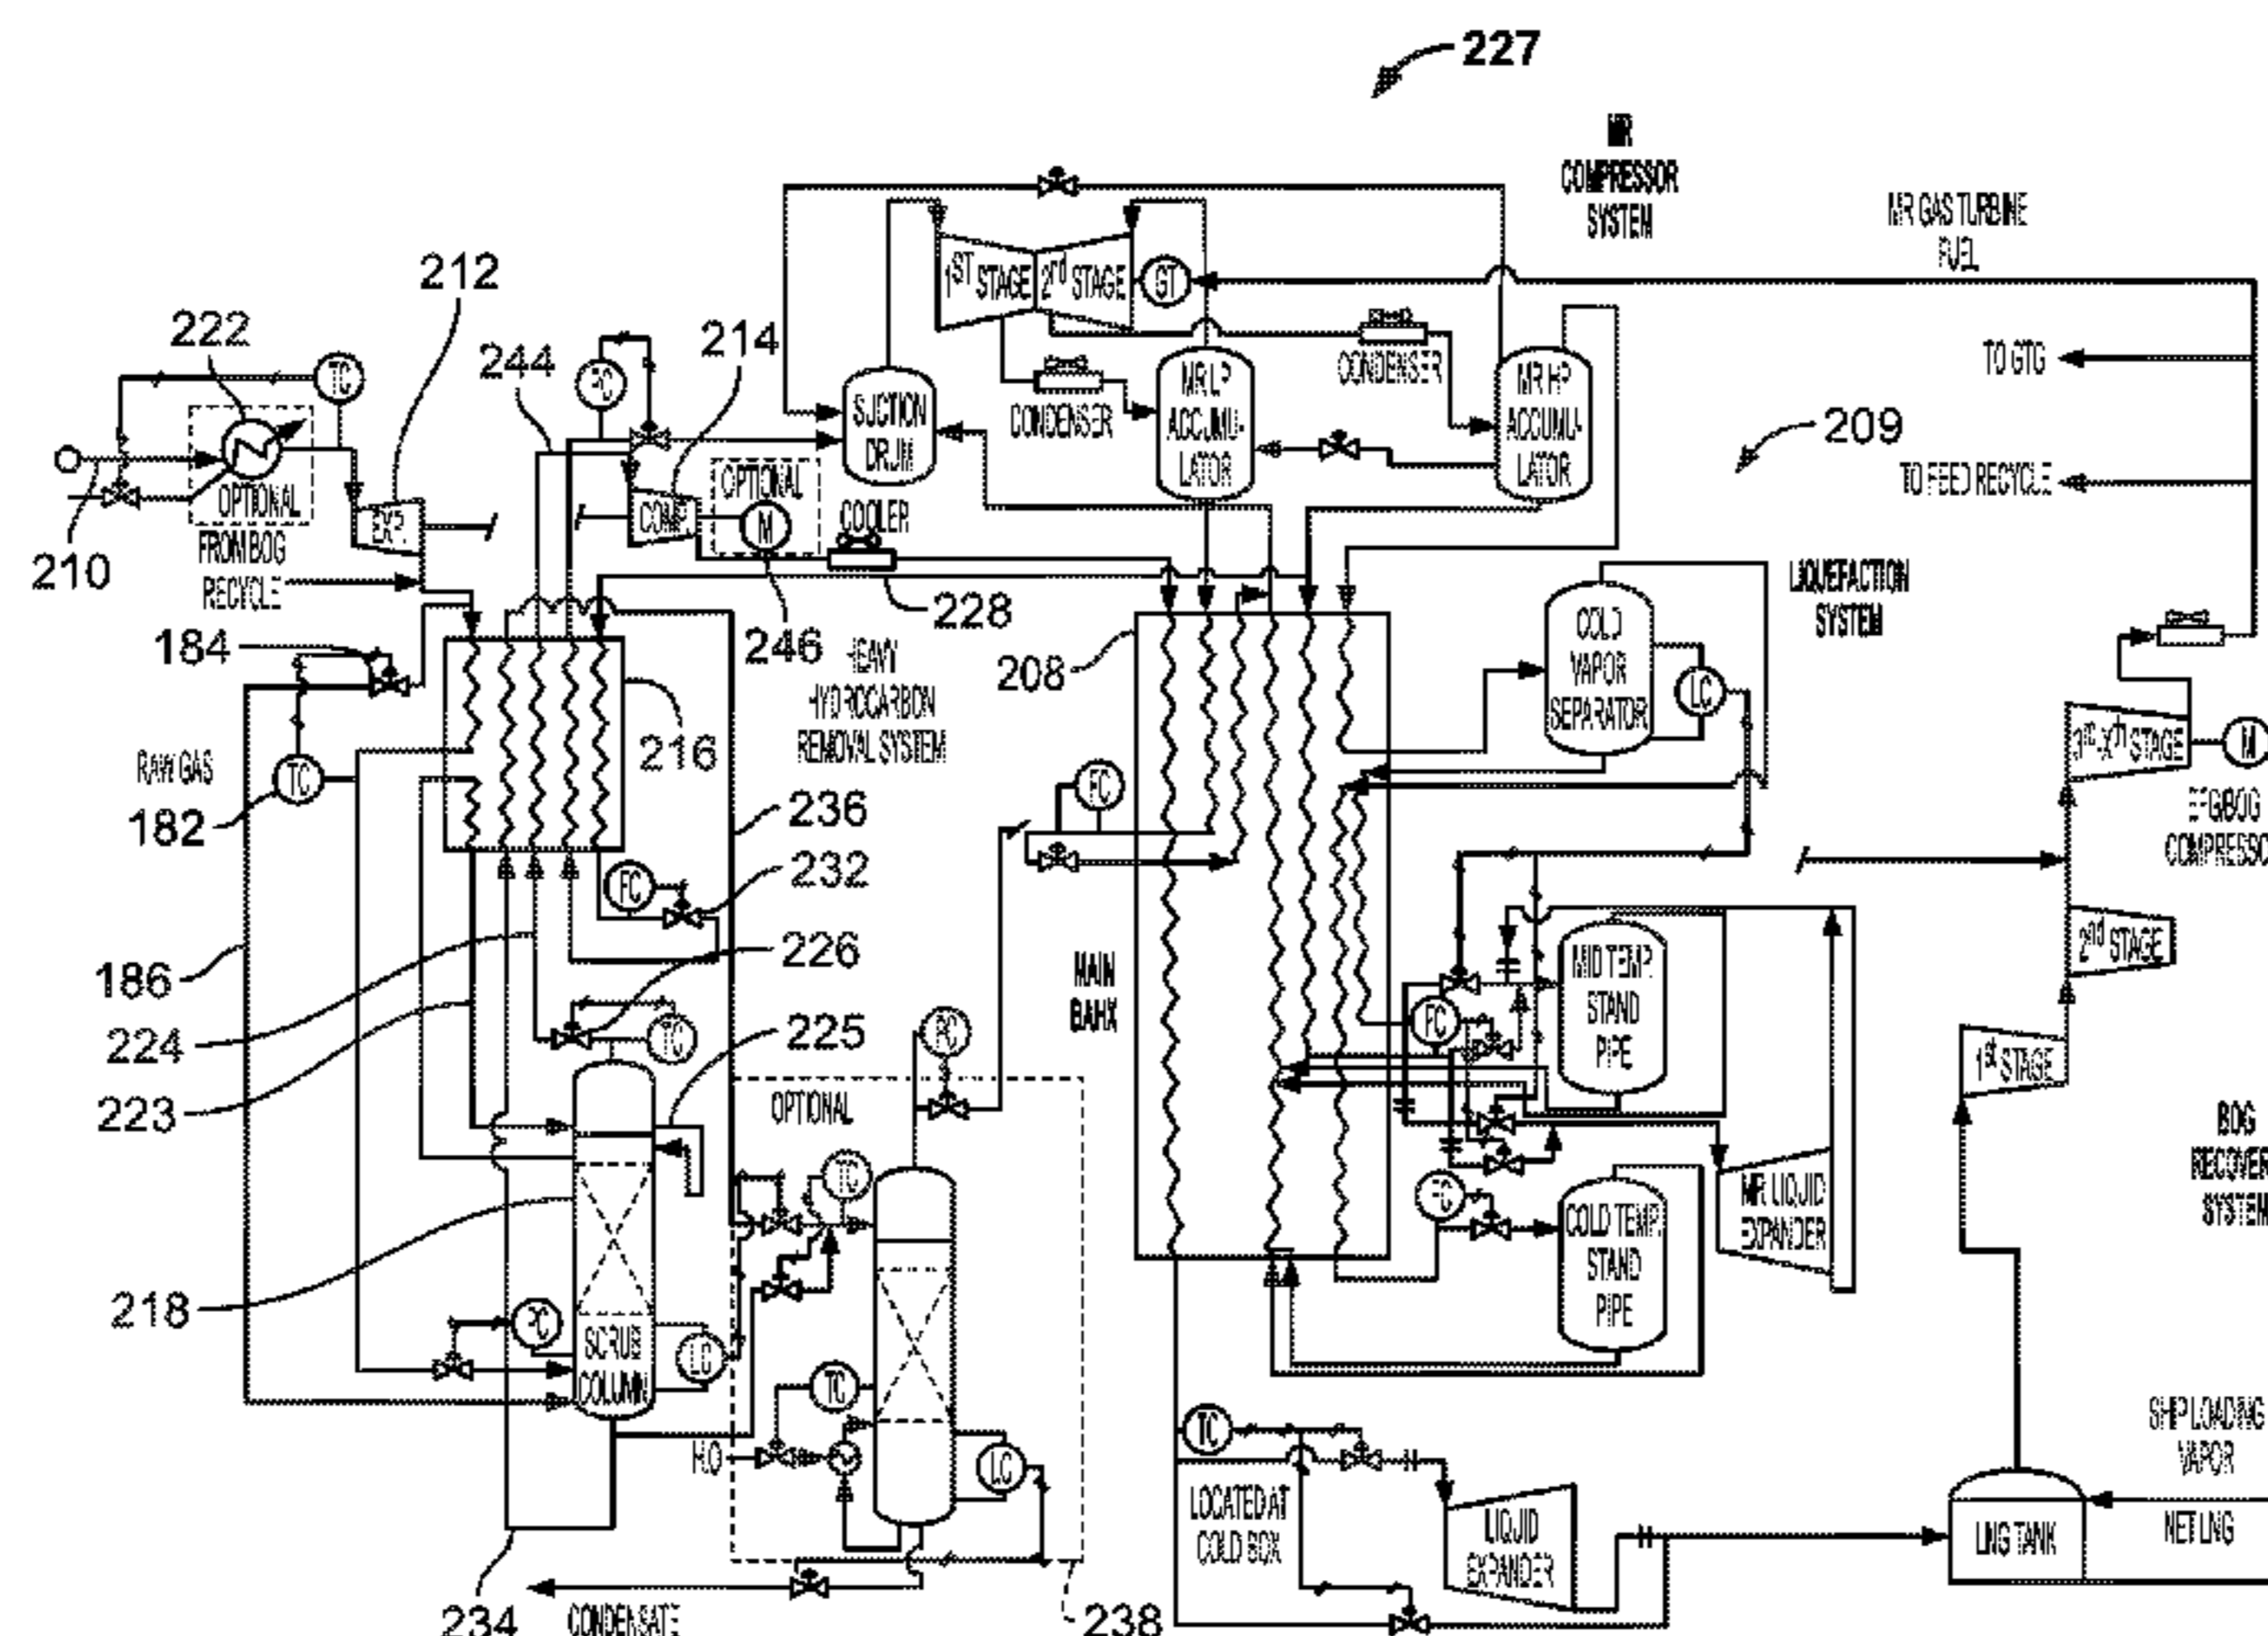 227
MR
COMPRESSOR
SYSTEM
MR GAS TURBINE
FUEL
212
222
244
214
TC
PC
1ST STAGE
2nd STAGE
GT
TO GTG
SUCTION
DRUM
CONDENSER
MR LP
ACCUMU-
LATOR
CONDENSER
MR HP
ACCUMU-
LATOR
209
TO FEED RECYCLE
OPTIONAL
EXP.
COMP.
OPTIONAL
M
COOLER
210
FROM BOG
RECYCLE
228
LIQUEFACTION
SYSTEM
184
246
HEAVY
HYDROCARBON
REMOVAL SYSTEM
208
COLD
VAPOR
SEPARATOR
LC
216
RAW GAS
TC
182
FC
3rd-Xth STAGE
M
EFG/BOG
236
FC
232
2nd STAGE
186
226
MAIN
BAHX
MID TEMP.
STAND
PIPE
FC
224
TC
225
PC
1st STAGE
223
OPTIONAL
BOG
SYSTEM
TC
FC
COLD TEMP.
STAND
PIPE
MR LIQUID
EXPANDER
218
SCRUB
COLUMN
LC
TC
H.O
LC
TC
LOCATED AT
COLD BOX
LIQUID
EXPANDER
SHIP LOADING
VAPOR
LNG TANK
NET LNG
234
CONDENSATE
238